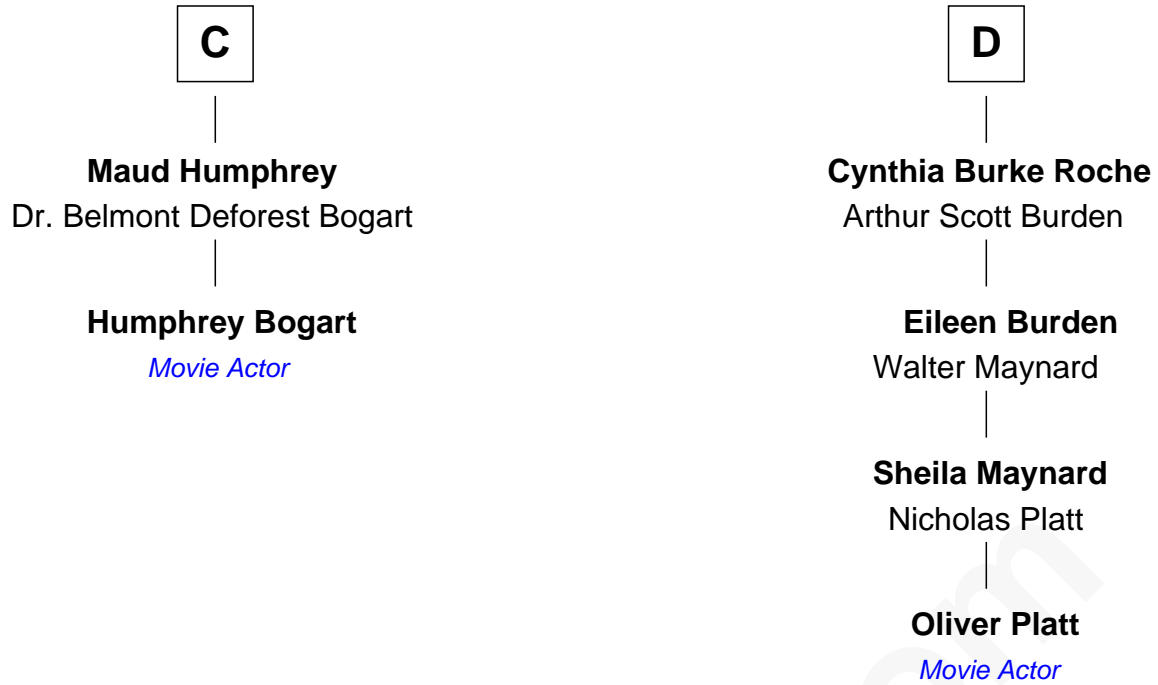 C
Maud Humphrey
Dr. Belmont Deforest Bogart
Humphrey Bogart
Movie Actor
D
Cynthia Burke Roche
Arthur Scott Burden
Eileen Burden
Walter Maynard
Sheila Maynard
Nicholas Platt
Oliver Platt
Movie Actor